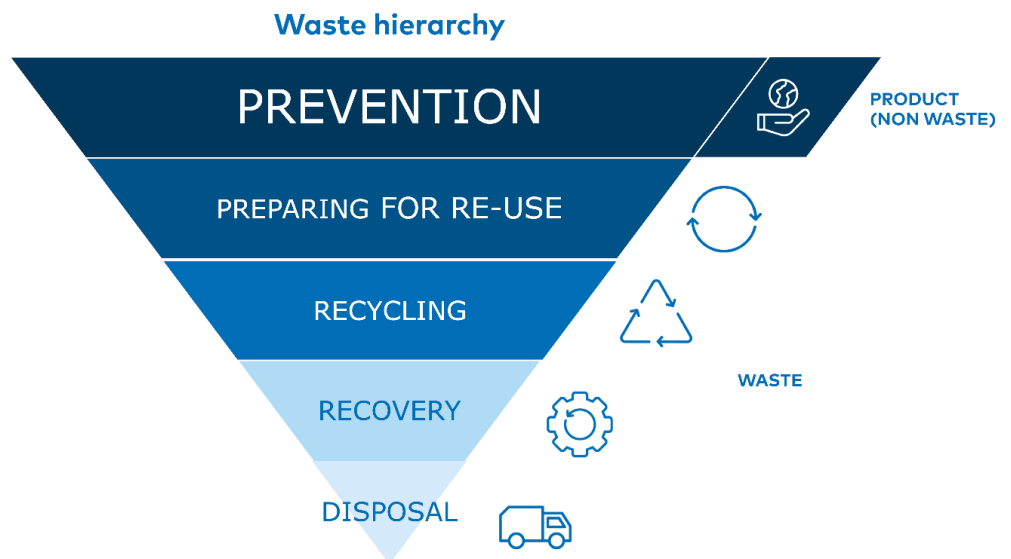 Waste hierarchy
PREVENTION
PRODUCT
(NON WASTE)
PREPARING FOR RE-USE
RECYCLING
WASTE
RECOVERY
DISPOSAL